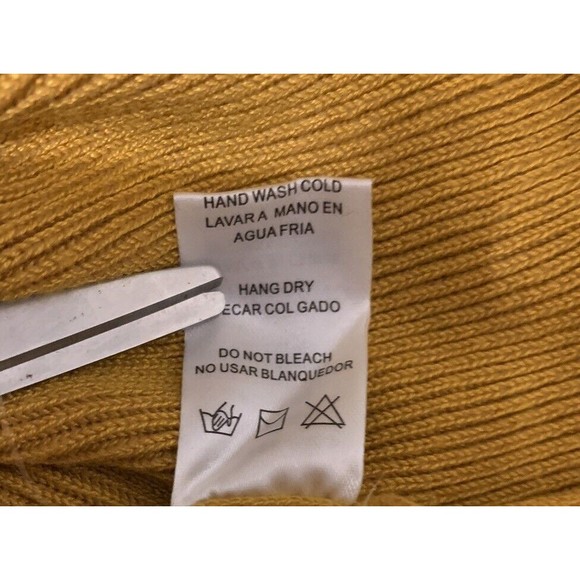 HAND WASH COLD
LAVAR A MANO EN
AGUA FRIA
HANG DRY
ECAR COL GADO
DO NOT BLEACH
NO USAR BLANQUEDOR